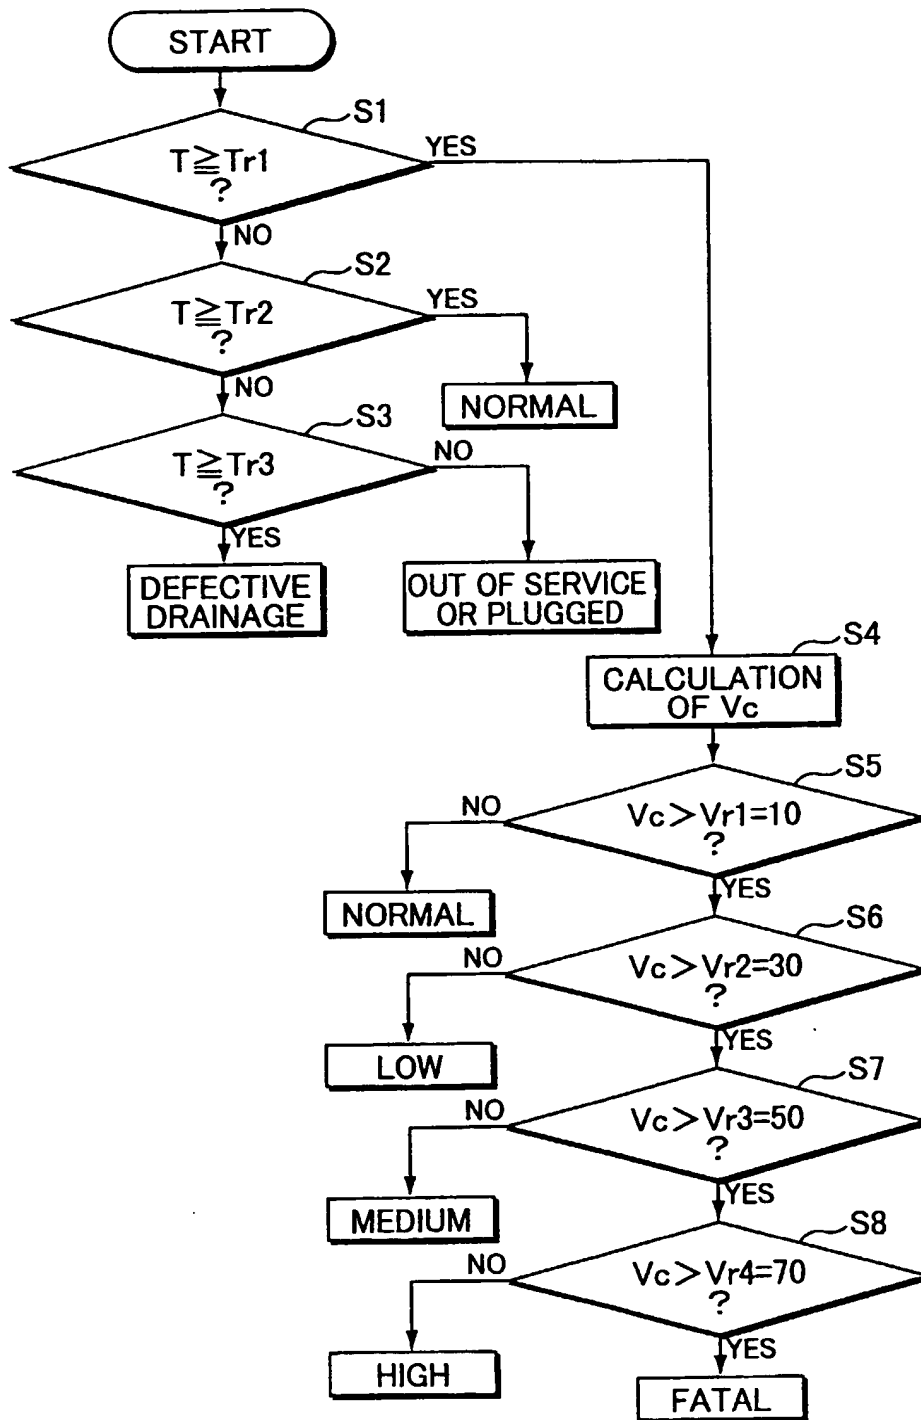 START
S1
T≧Tr1
?
YES
NO
S2
T≧Tr2
?
YES
NORMAL
NO
S3
T≧Tr3
?
NO
YES
DEFECTIVE
DRAINAGE
OUT OF SERVICE
OR PLUGGED
S4
CALCULATION
OF Vc
S5
Vc>Vr1=10
?
NO
YES
NORMAL
S6
Vc>Vr2=30
?
NO
YES
LOW
S7
Vc>Vr3=50
?
NO
YES
MEDIUM
S8
Vc>Vr4=70
?
NO
YES
HIGH
FATAL